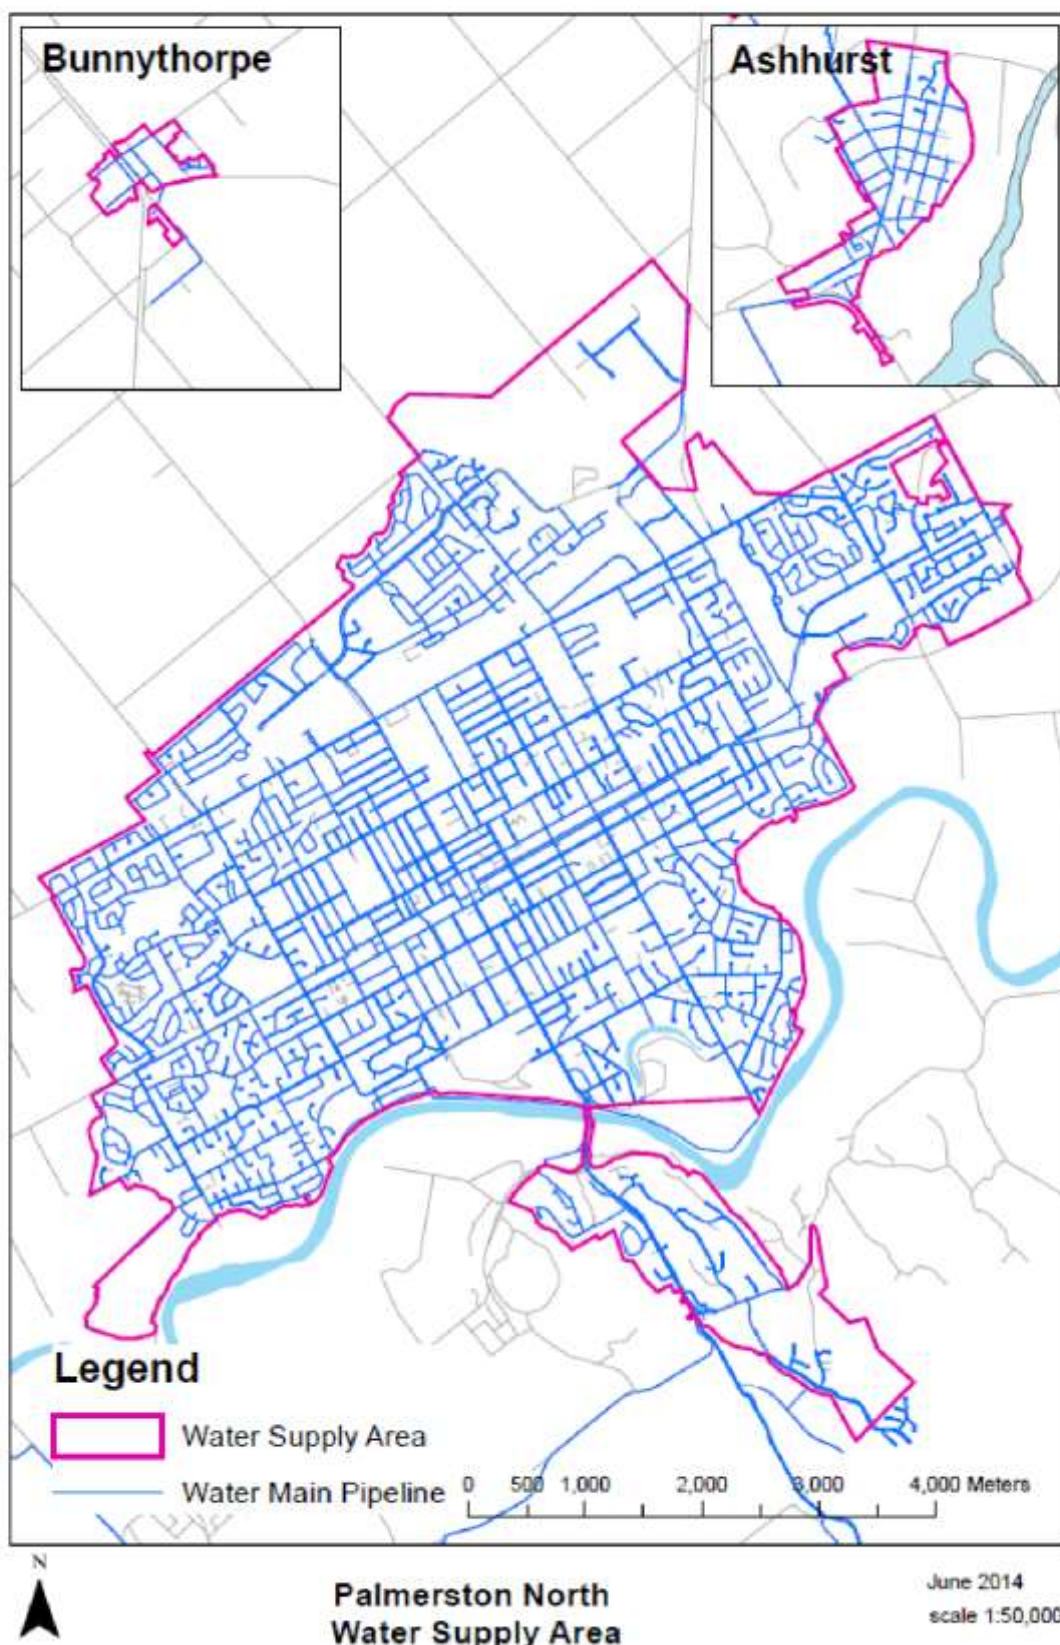 Bunnythorpe
Ashhurst
Legend
Water Supply Area
Water Main Pipeline
0 500 1,000 2,000 3,000 4,000 Meters
N
Palmerston North
Water Supply Area
June 2014
scale 1:50,000